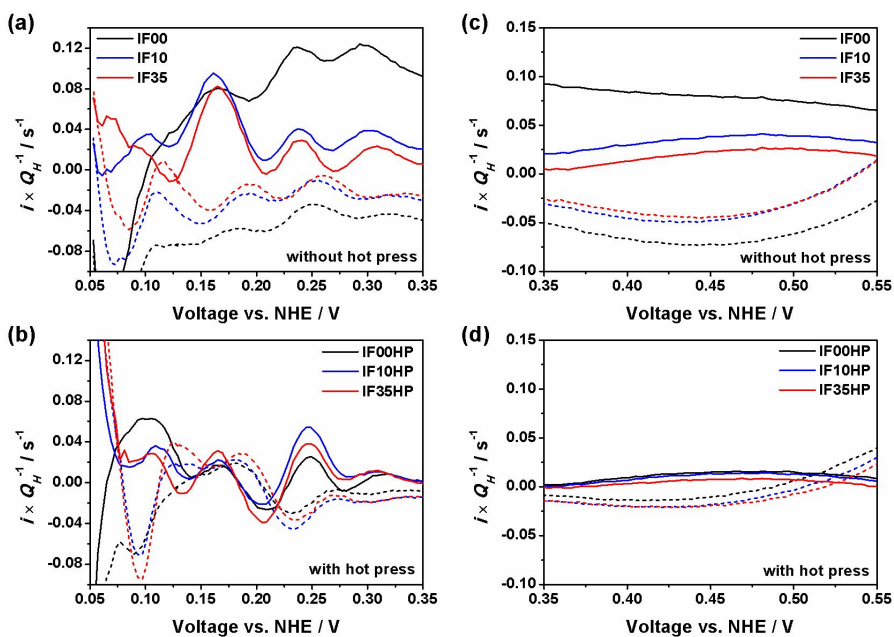 (a)
IF00
IF10
IF35
0.12
0.08
0.04
0.00
-0.04
-0.08
i × Q_H^-1 / s^-1
without hot press
0.05 0.10 0.15 0.20 0.25 0.30 0.35
Voltage vs. NHE / V
(c)
IF00
IF10
IF35
0.15
0.10
0.05
0.00
-0.05
-0.10
i × Q_H^-1 / s^-1
without hot press
0.35 0.40 0.45 0.50 0.55
Voltage vs. NHE / V
(b)
IF00HP
IF10HP
IF35HP
0.12
0.08
0.04
0.00
-0.04
-0.08
i × Q_H^-1 / s^-1
with hot press
0.05 0.10 0.15 0.20 0.25 0.30 0.35
Voltage vs. NHE / V
(d)
IF00HP
IF10HP
IF35HP
0.15
0.10
0.05
0.00
-0.05
-0.10
i × Q_H^-1 / s^-1
with hot press
0.35 0.40 0.45 0.50 0.55
Voltage vs. NHE / V